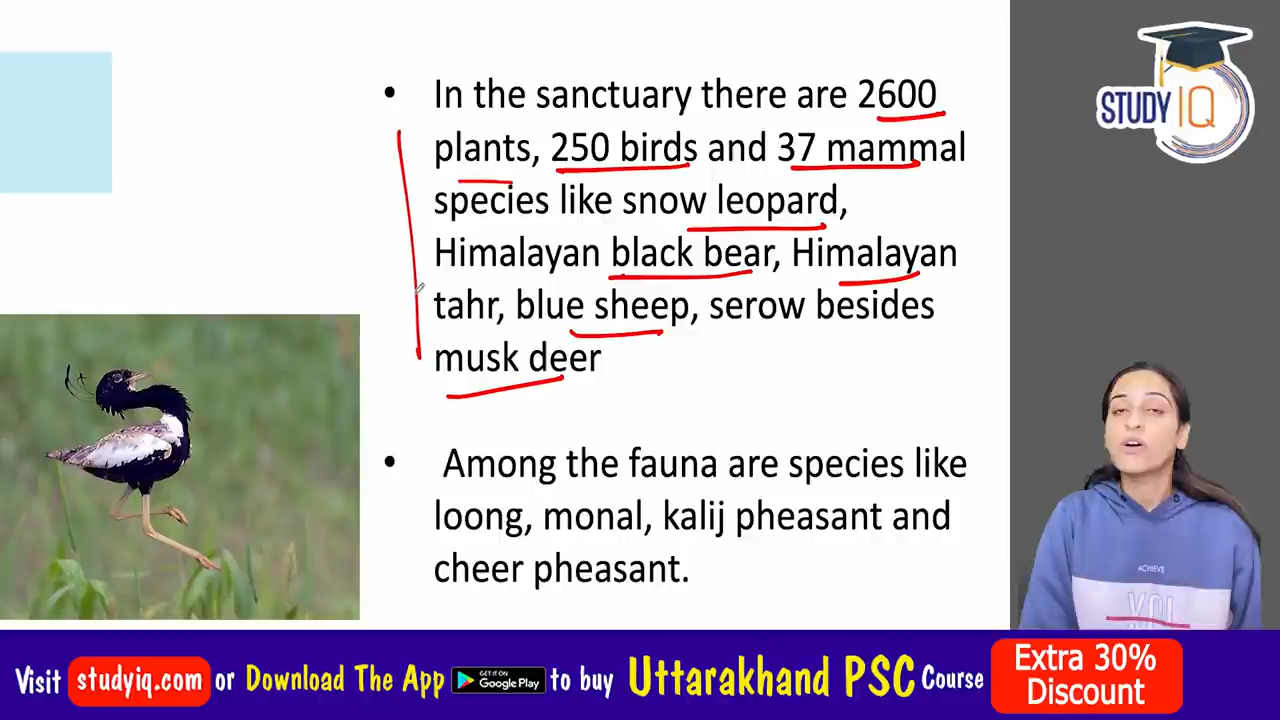 STUDY IQ
• In the sanctuary there are 2600
plants, 250 birds and 37 mammal
species like snow leopard,
Himalayan black bear, Himalayan
tahr, blue sheep, serow besides
musk deer
• Among the fauna are species like
loong, monal, kalij pheasant and
cheer pheasant.
ACHIEVE
Visit studyiq.com or Download The App GET IT ON Google Play to buy Uttarakhand PSC Course
Extra 30%
Discount